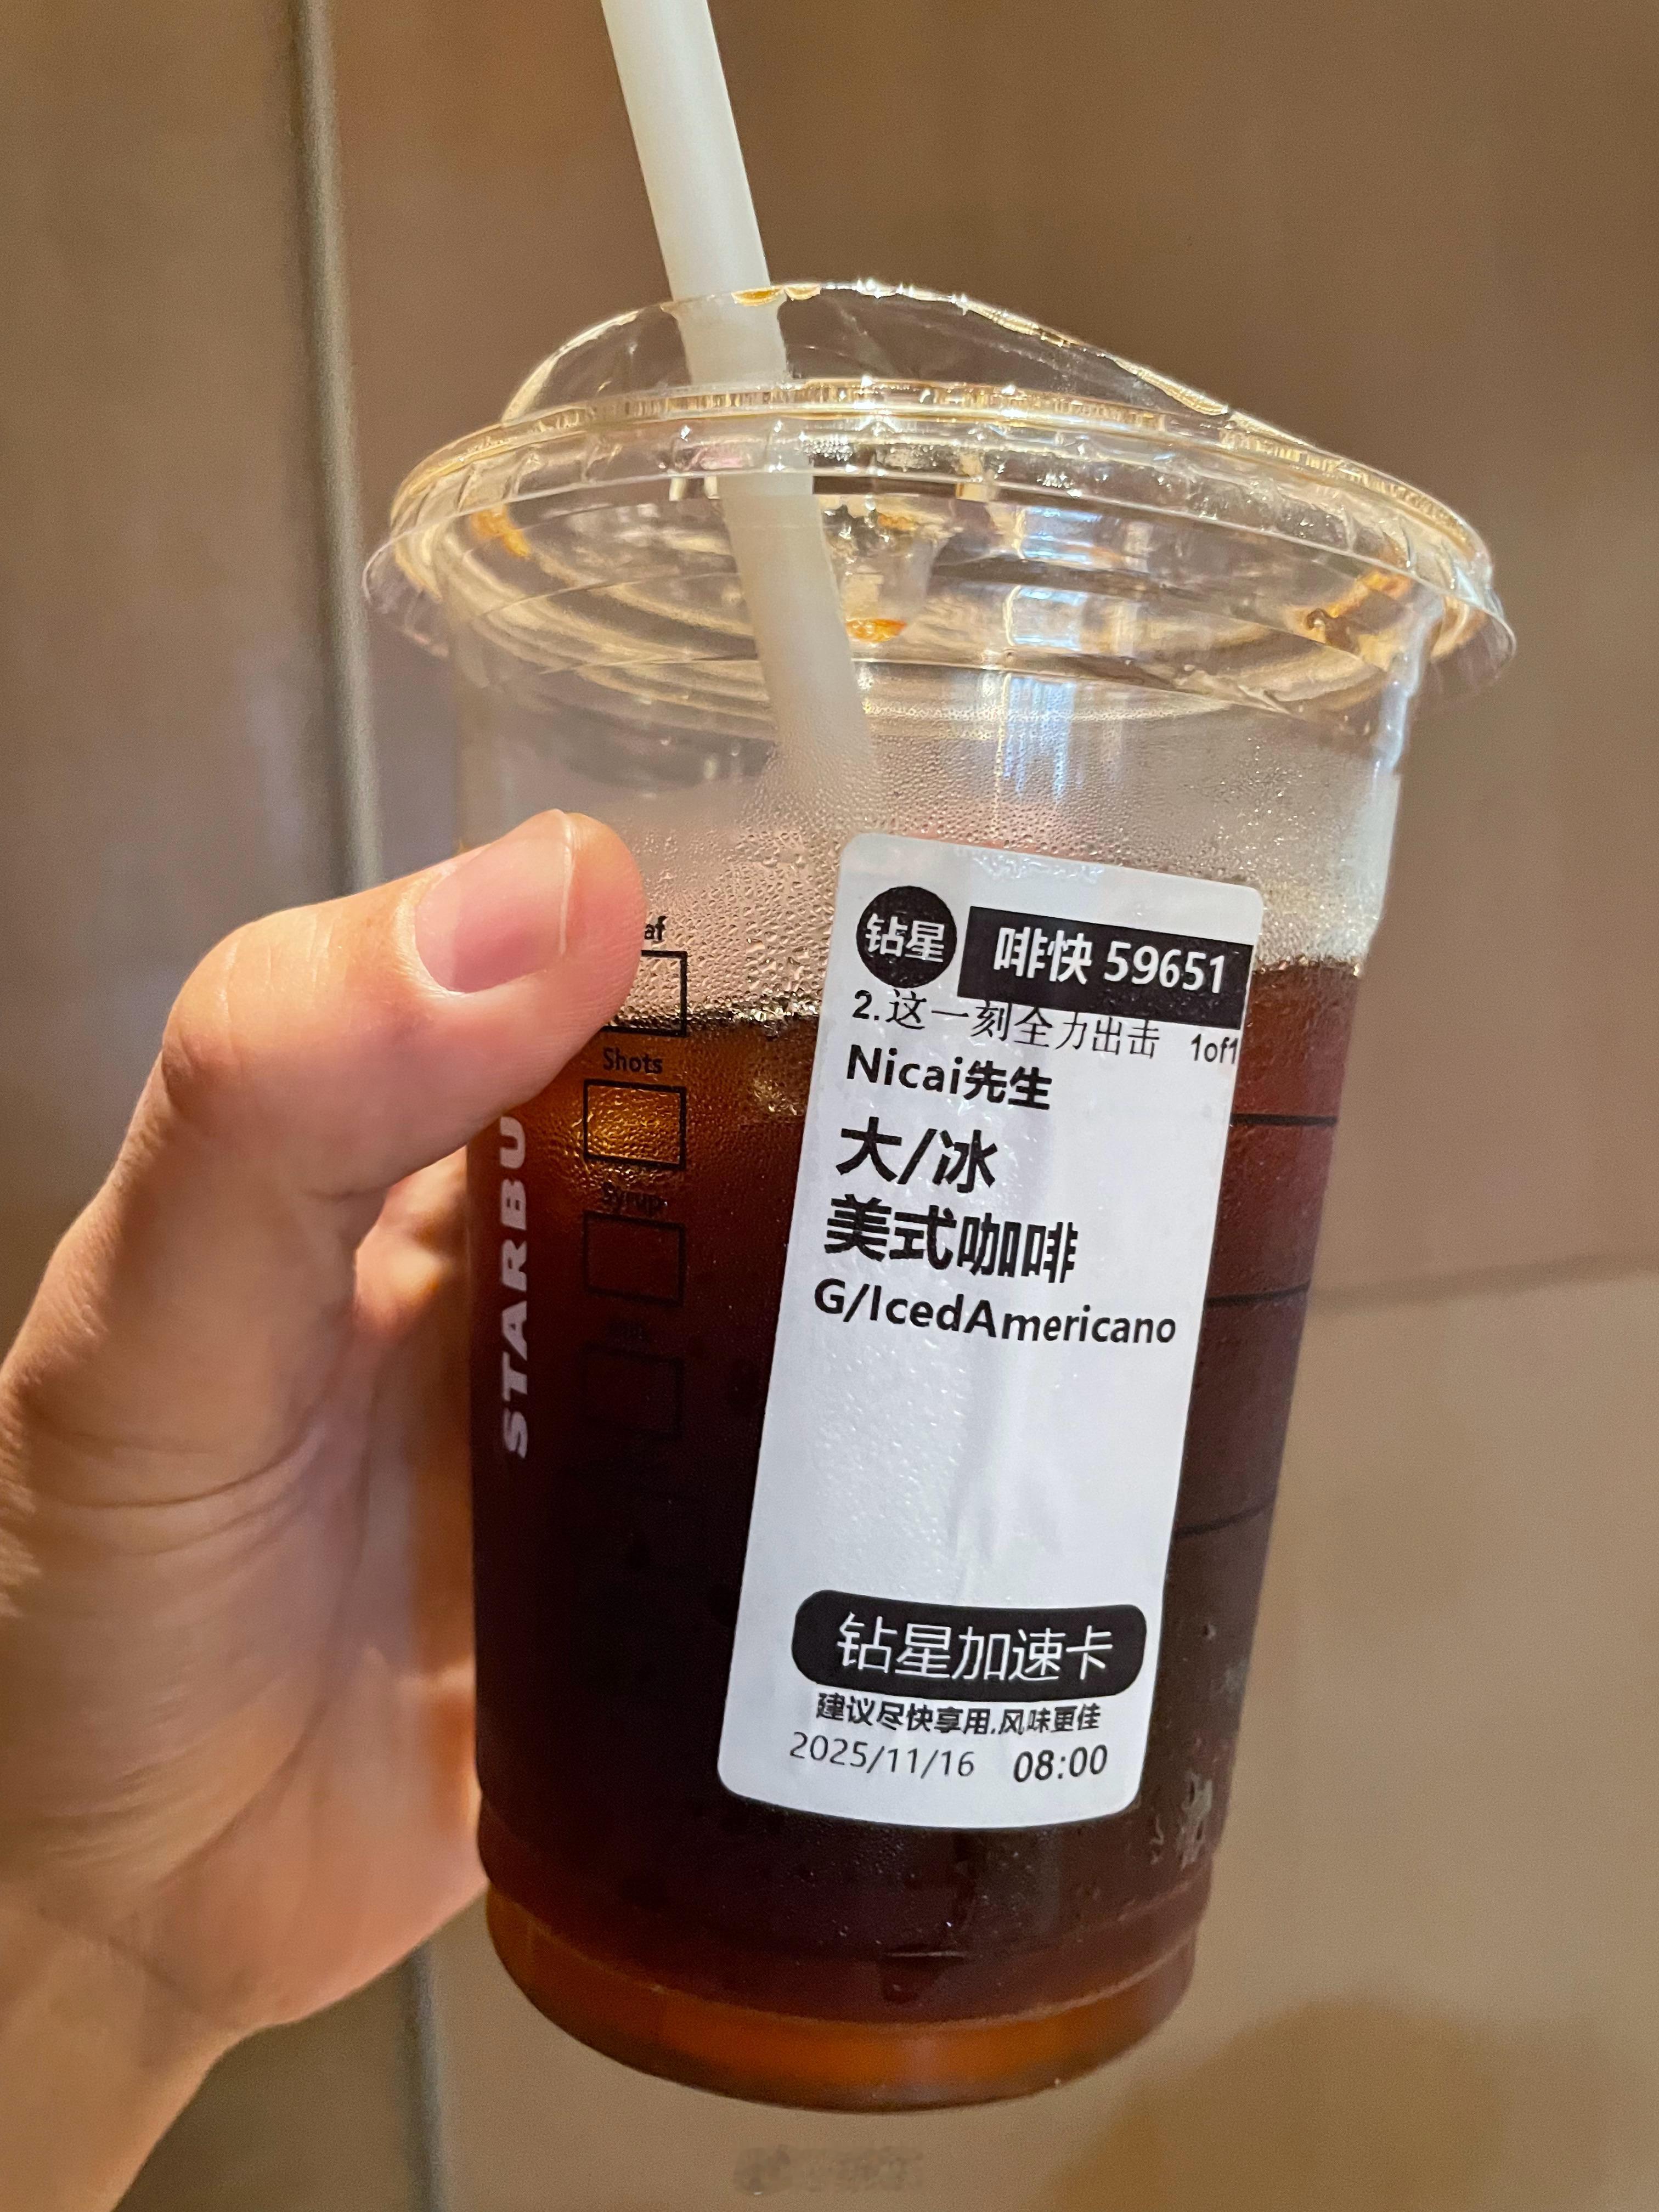 钻星 啡快 59651
2.这一刻全力出击 1of1
Nicai先生
大/冰
美式咖啡
G/IcedAmericano
钻星加速卡
建议尽快享用.风味更佳
2025/11/16 08:00
af
Shots
Syrup
STARBU